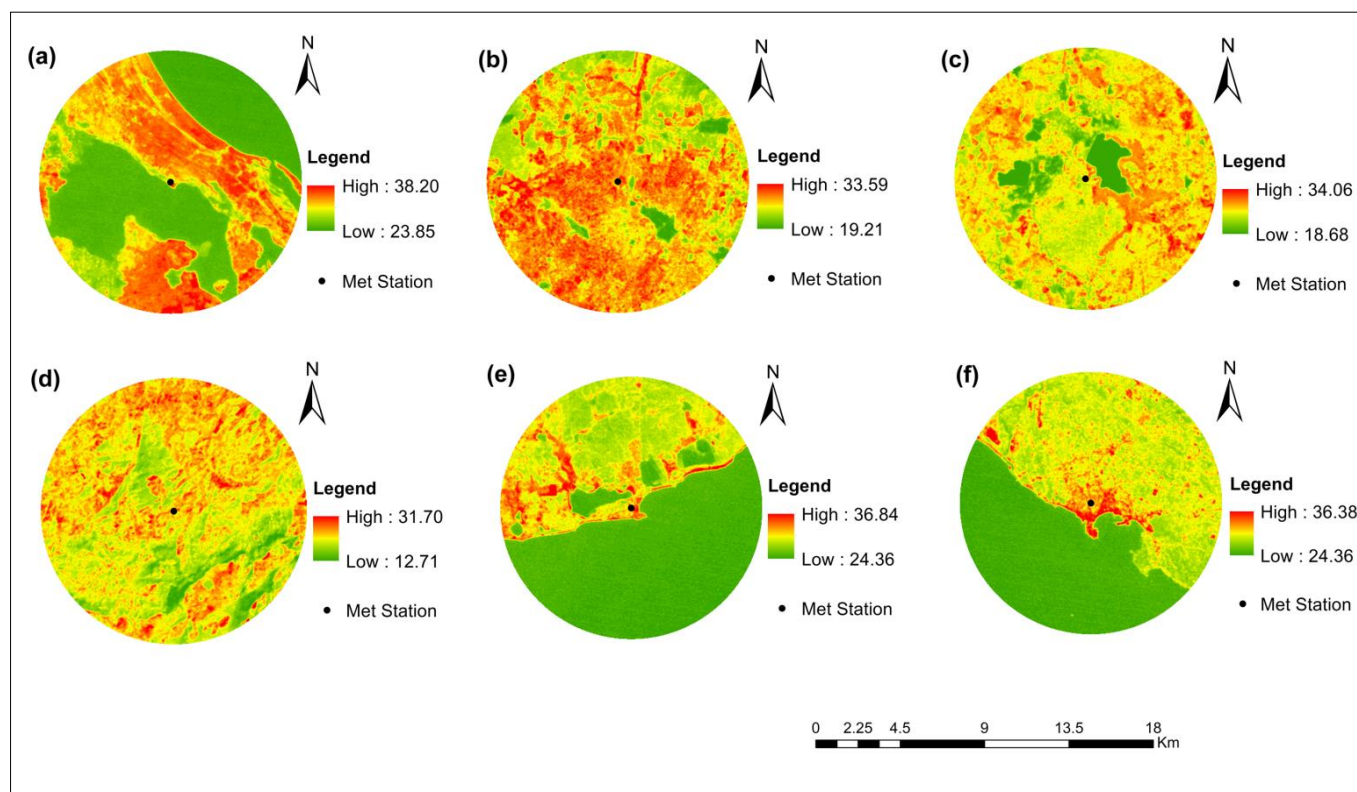 (a)
N
Legend
High : 38.20
Low : 23.85
Met Station
(b)
N
Legend
High : 33.59
Low : 19.21
Met Station
(c)
N
Legend
High : 34.06
Low : 18.68
Met Station
(d)
N
Legend
High : 31.70
Low : 12.71
Met Station
(e)
N
Legend
High : 36.84
Low : 24.36
Met Station
(f)
N
Legend
High : 36.38
Low : 24.36
Met Station
0 2.25 4.5 9 13.5 18
Km